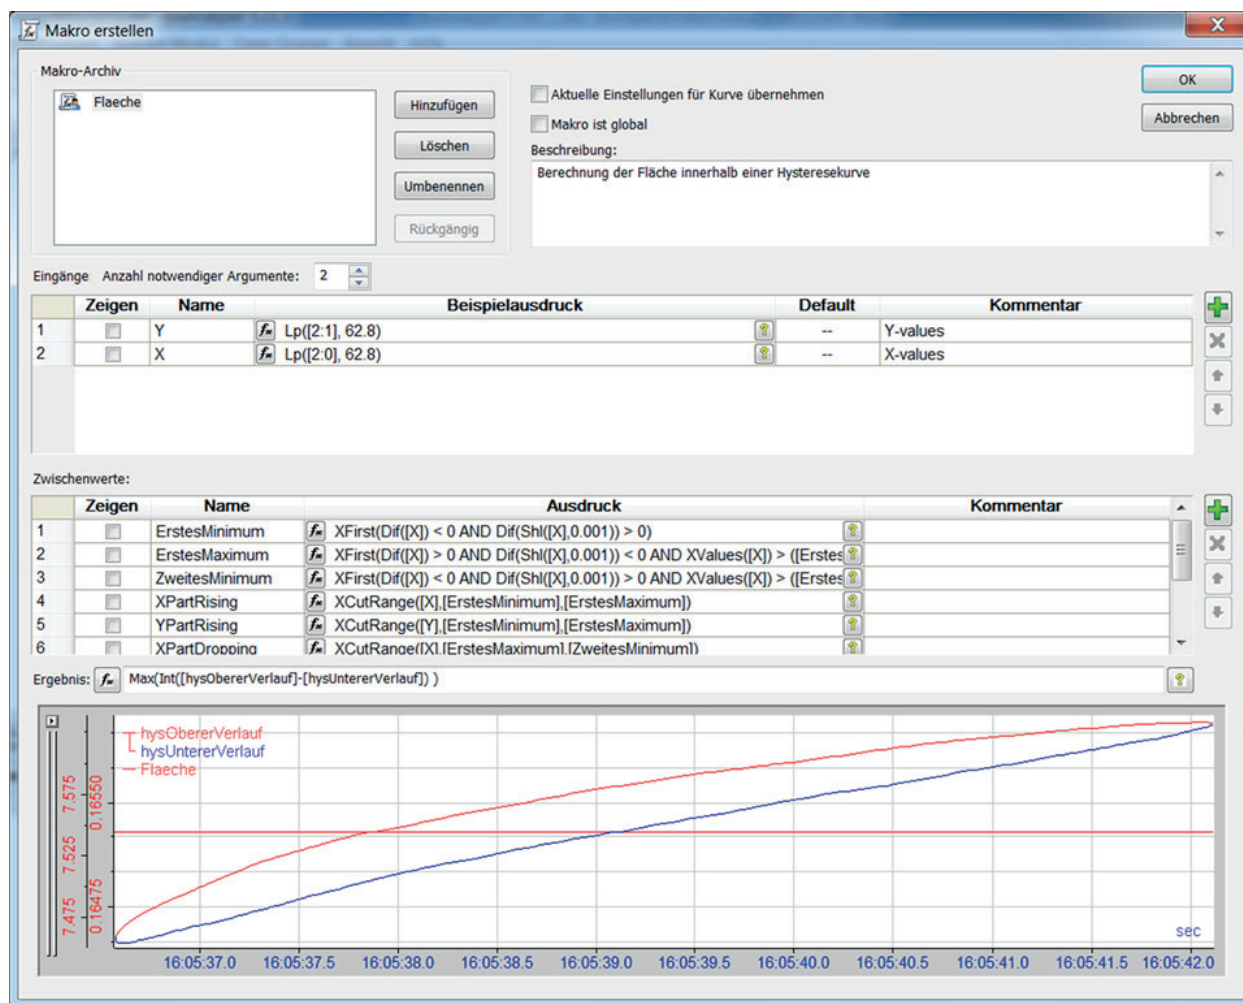 Makro erstellen
Makro-Archiv
Flaeche
Hinzufügen
Löschen
Umbenennen
Rückgängig
Aktuelle Einstellungen für Kurve übernehmen
Makro ist global
OK
Abbrechen
Beschreibung:
Berechnung der Fläche innerhalb einer Hysteresekurve
Eingänge Anzahl notwendiger Argumente: 2
Zeigen Name Beispielausdruck Default Kommentar
1 Y Lp([2:1], 62.8) -- Y-values
2 X Lp([2:0], 62.8) -- X-values
Zwischenwerte:
Zeigen Name Ausdruck Kommentar
1 ErstesMinimum XFirst(Dif([X]) < 0 AND Dif(Shl([X],0.001)) > 0)
2 ErstesMaximum XFirst(Dif([X]) > 0 AND Dif(Shl([X],0.001)) < 0 AND XValues([X]) > ([Erstes
3 ZweitesMinimum XFirst(Dif([X]) < 0 AND Dif(Shl([X],0.001)) > 0 AND XValues([X]) > ([Erstes
4 XPartRising XCutRange([X],[ErstesMinimum],[ErstesMaximum])
5 YPartRising XCutRange([Y],[ErstesMinimum],[ErstesMaximum])
6 XPartDropping XCutRange([X],[ErstesMaximum],[ZweitesMinimum])
Ergebnis: Max(Int([hysObererVerlauf]-[hysUntererVerlauf]) )
hysObererVerlauf
hysUntererVerlauf
Flaeche
7.575
7.525
7.475
0.16550
0.16475
sec
16:05:37.0 16:05:37.5 16:05:38.0 16:05:38.5 16:05:39.0 16:05:39.5 16:05:40.0 16:05:40.5 16:05:41.0 16:05:41.5 16:05:42.0